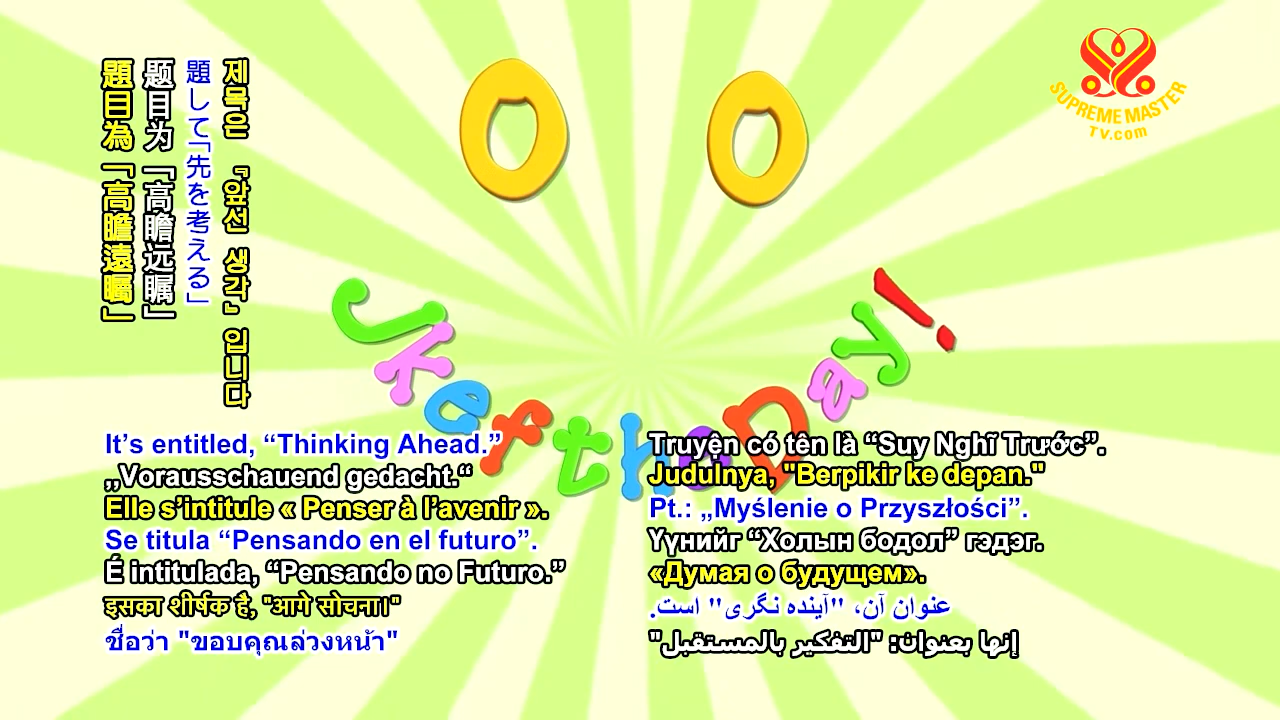 題目為「高瞻遠矚」
题目为「高瞻远瞩」
題して「先を考える」
제목은 『앞선 생각』입니다
SUPREME MASTER
TV.com
Jk of the Day!
It’s entitled, “Thinking Ahead.”
„Vorausschauend gedacht.“
Elle s’intitule « Penser à l’avenir ».
Se titula “Pensando en el futuro”.
É intitulada, “Pensando no Futuro.”
इसका शीर्षक है, "आगे सोचना।"
ชื่อว่า "ขอบคุณล่วงหน้า"
Truyện có tên là “Suy Nghĩ Trước”.
Judulnya, "Berpikir ke depan."
Pt.: „Myślenie o Przyszłości”.
Үүнийг “Холын бодол” гэдэг.
«Думая о будущем».
عنوان آن، "آینده نگری" است.
إنها بعنوان: "التفكير بالمستقبل"